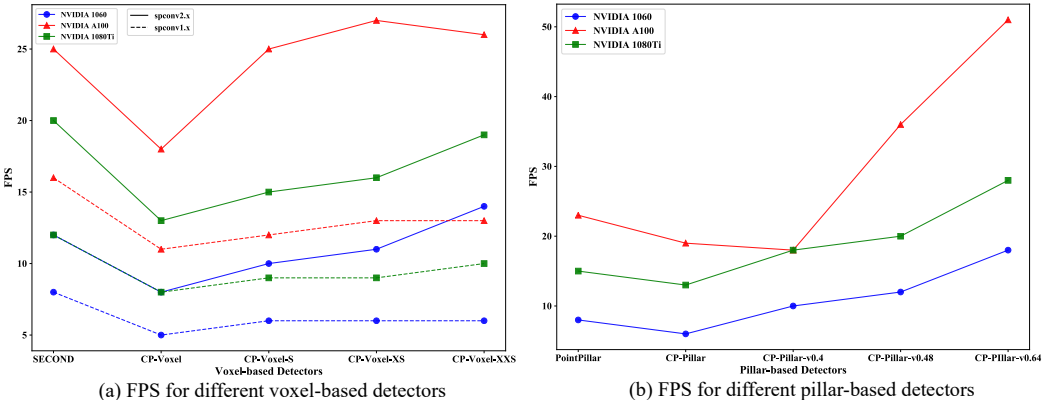 NVIDIA 1060
NVIDIA A100
NVIDIA 1080Ti
spconv2.x
spconv1.x
FPS
25
20
15
10
5
SECOND CP-Voxel CP-Voxel-S CP-Voxel-XS CP-Voxel-XXS
Voxel-based Detectors
(a) FPS for different voxel-based detectors
NVIDIA 1060
NVIDIA A100
NVIDIA 1080Ti
FPS
50
40
30
20
10
PointPillar CP-Pillar CP-Pillar-v0.4 CP-Pillar-v0.48 CP-Pillar-v0.64
Pillar-based Detectors
(b) FPS for different pillar-based detectors